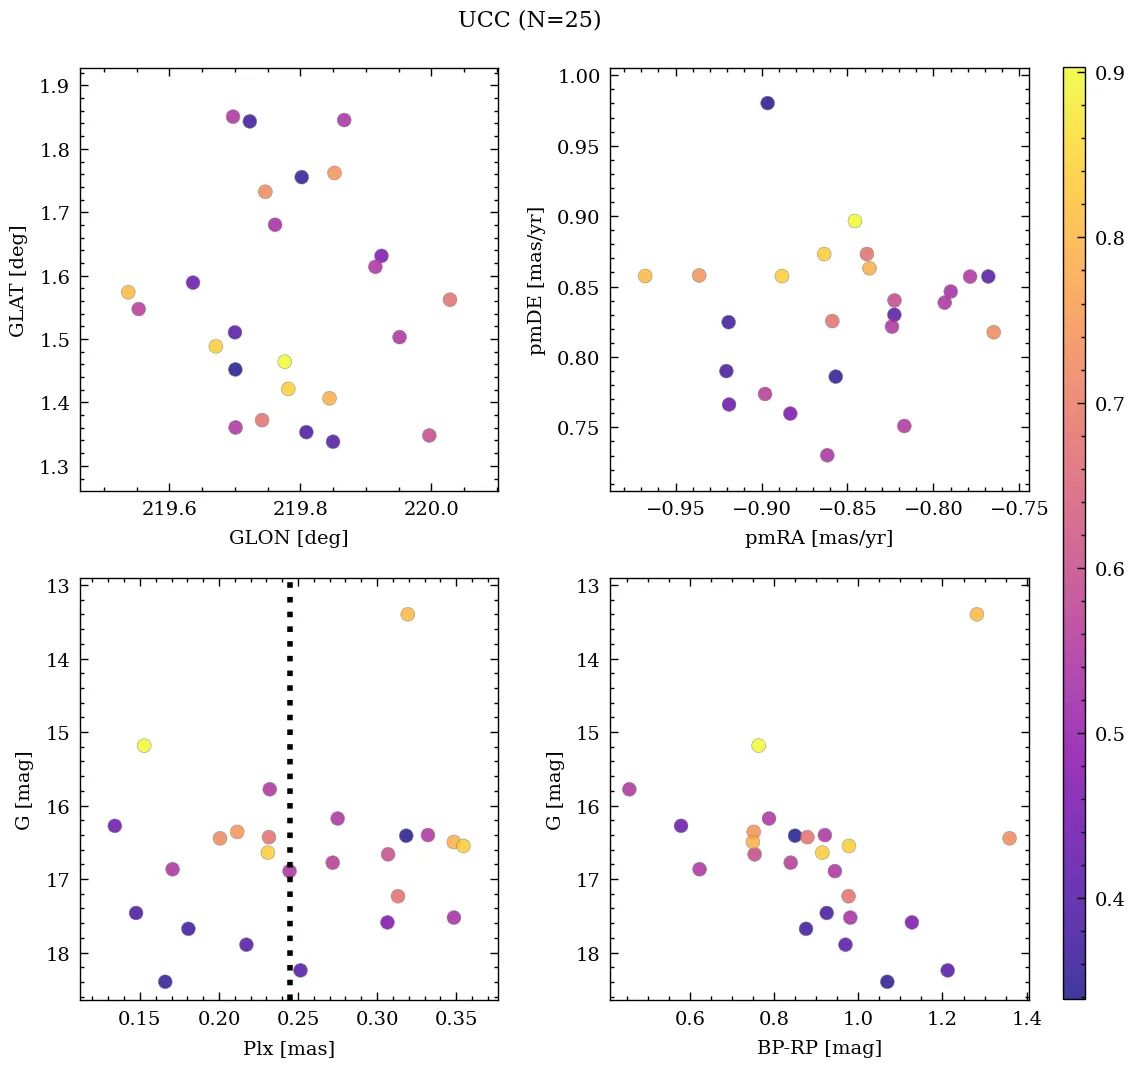 UCC (N=25)
1.9
1.8
1.7
1.6
1.5
1.4
1.3
GLAT [deg]
219.6 219.8 220.0
GLON [deg]
1.00
0.95
0.90
0.85
0.80
0.75
pmDE [mas/yr]
−0.95 −0.90 −0.85 −0.80 −0.75
pmRA [mas/yr]
13
14
15
16
17
18
G [mag]
0.15 0.20 0.25 0.30 0.35
Plx [mas]
13
14
15
16
17
18
G [mag]
0.6 0.8 1.0 1.2 1.4
BP-RP [mag]
0.9
0.8
0.7
0.6
0.5
0.4